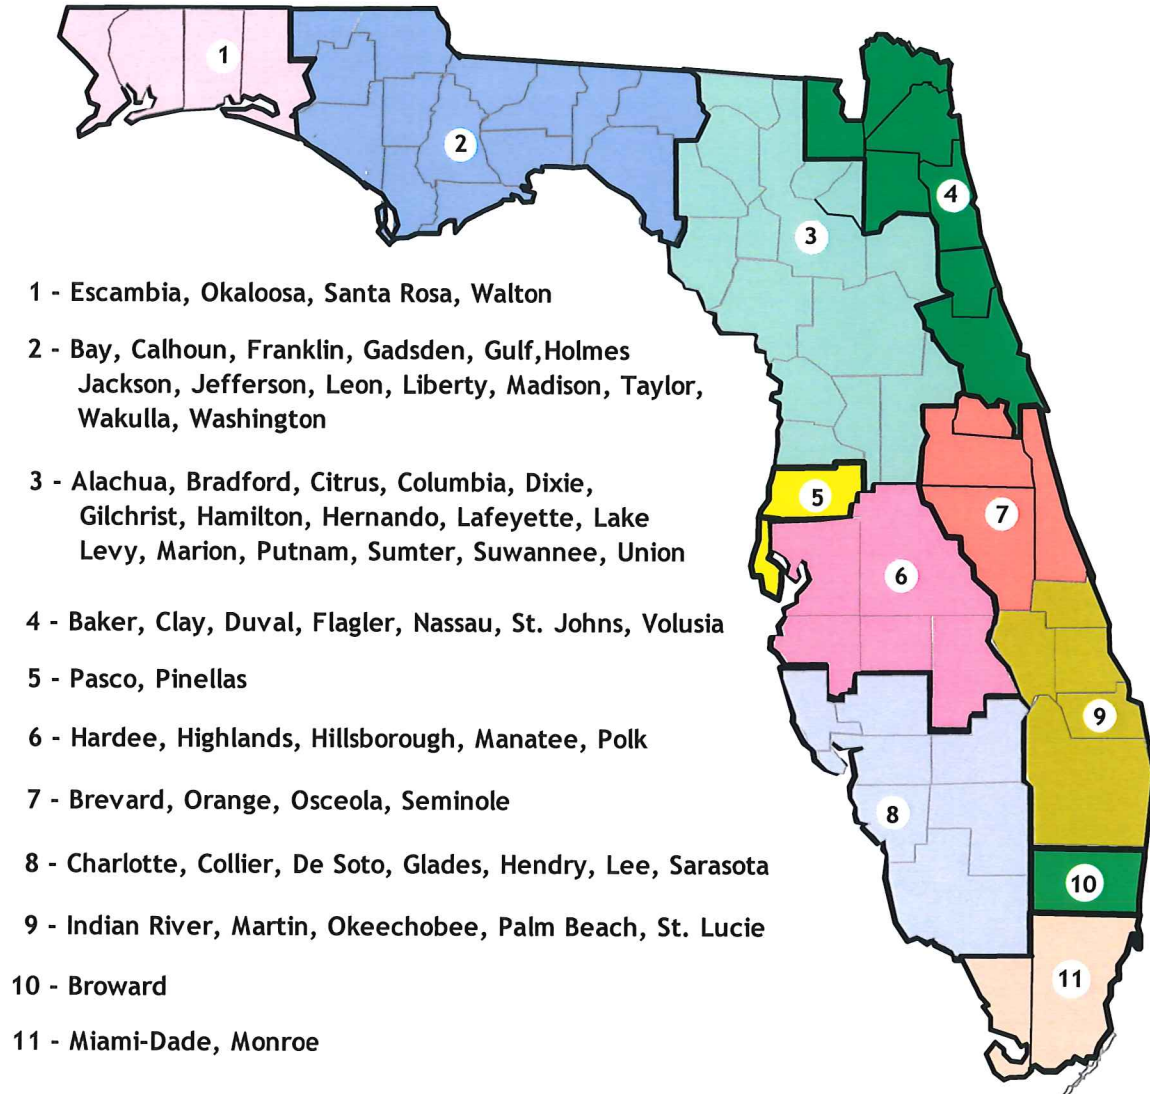 1
2
4
3
1 - Escambia, Okaloosa, Santa Rosa, Walton
2 - Bay, Calhoun, Franklin, Gadsden, Gulf,Holmes
Jackson, Jefferson, Leon, Liberty, Madison, Taylor,
Wakulla, Washington
3 - Alachua, Bradford, Citrus, Columbia, Dixie,
Gilchrist, Hamilton, Hernando, Lafeyette, Lake
Levy, Marion, Putnam, Sumter, Suwannee, Union
5
7
6
4 - Baker, Clay, Duval, Flagler, Nassau, St. Johns, Volusia
5 - Pasco, Pinellas
6 - Hardee, Highlands, Hillsborough, Manatee, Polk
9
7 - Brevard, Orange, Osceola, Seminole
8
8 - Charlotte, Collier, De Soto, Glades, Hendry, Lee, Sarasota
10
9 - Indian River, Martin, Okeechobee, Palm Beach, St. Lucie
10 - Broward
11
11 - Miami-Dade, Monroe